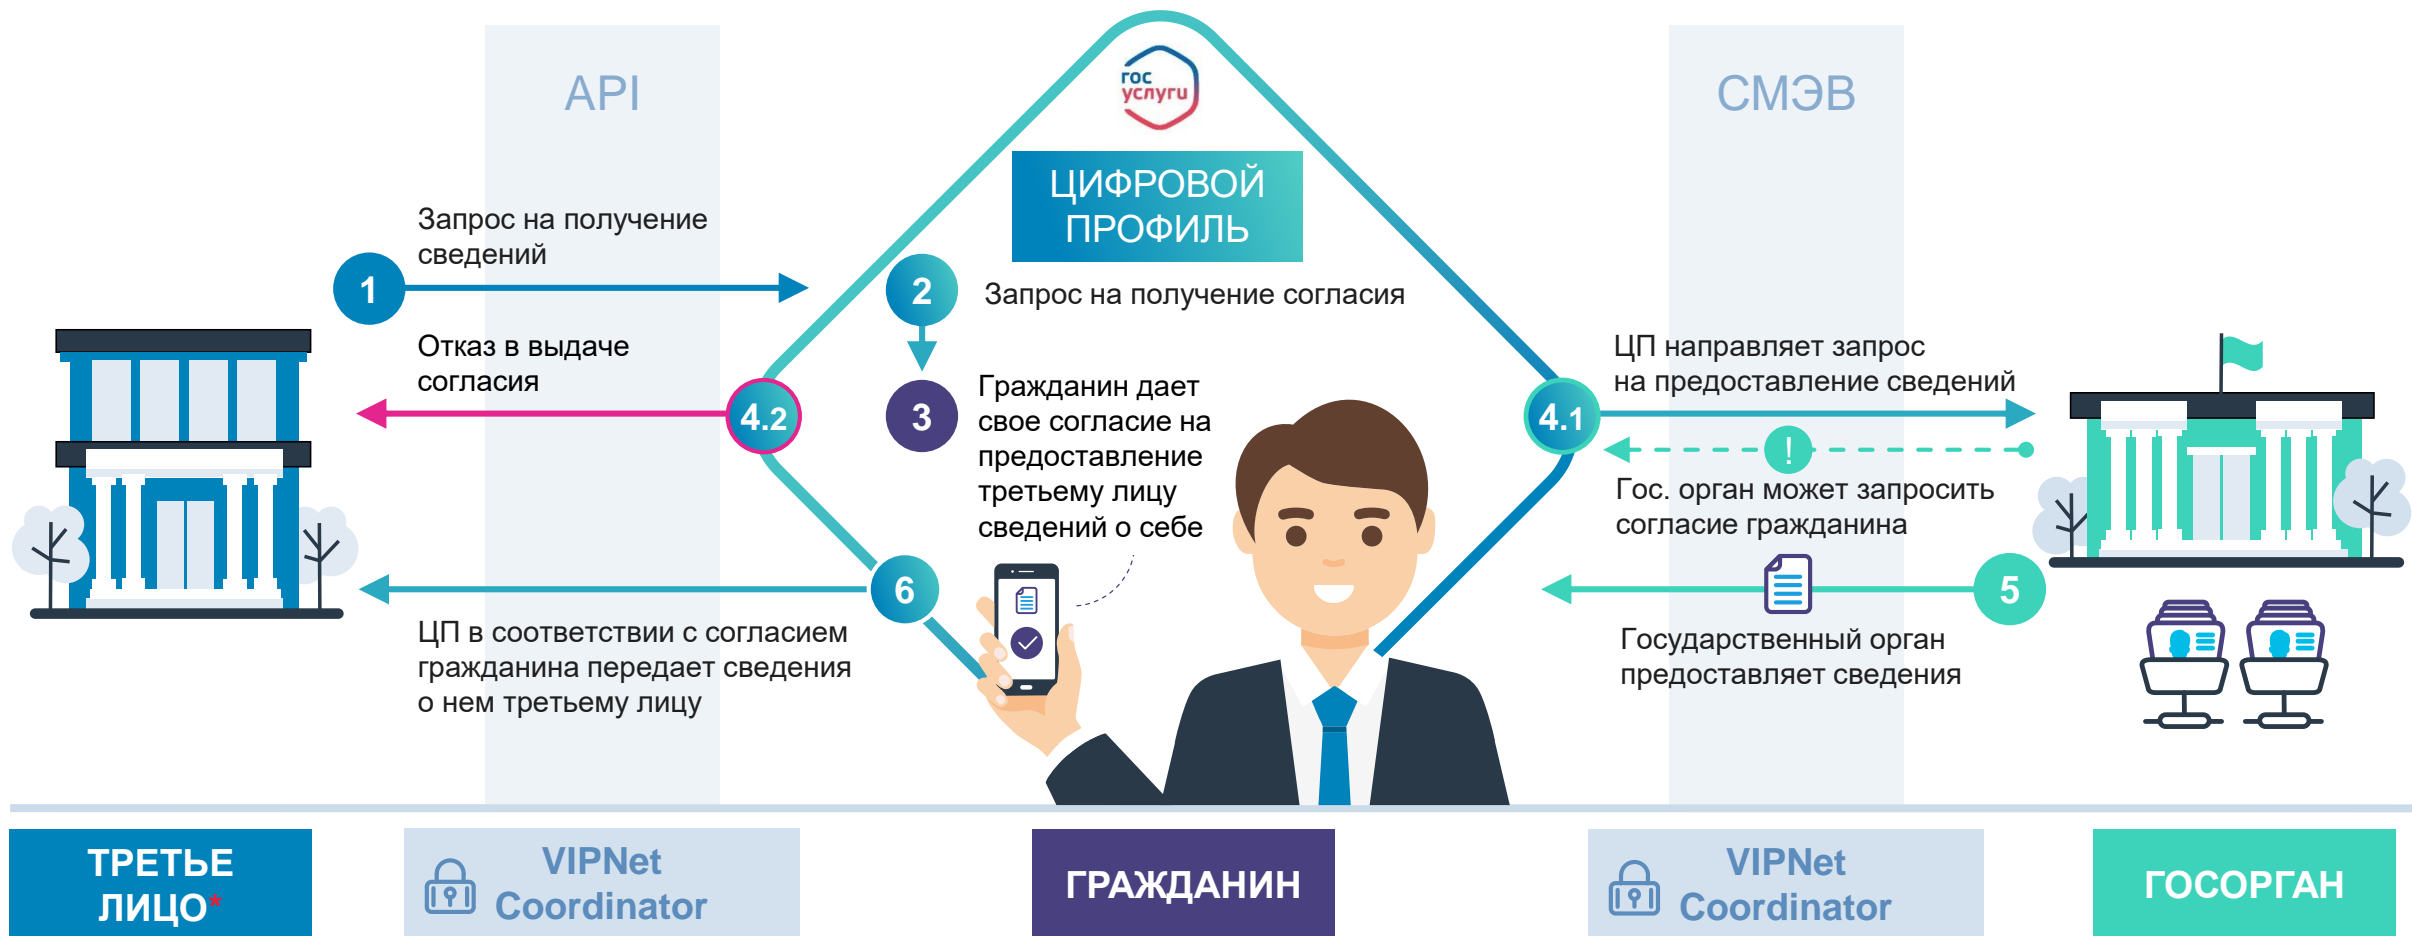 API
гос
услуги
СМЭВ
ЦИФРОВОЙ
ПРОФИЛЬ
Запрос на получение
сведений
1
2
Запрос на получение согласия
Отказ в выдаче
согласия
4.2
3
Гражданин дает
свое согласие на
предоставление
третьему лицу
сведений о себе
4.1
ЦП направляет запрос
на предоставление сведений
!
Гос. орган может запросить
согласие гражданина
5
Государственный орган
предоставляет сведения
6
ЦП в соответствии с согласием
гражданина передает сведения
о нем третьему лицу
ТРЕТЬЕ
ЛИЦО*
VIPNet
Coordinator
ГРАЖДАНИН
VIPNet
Coordinator
ГОСОРГАН